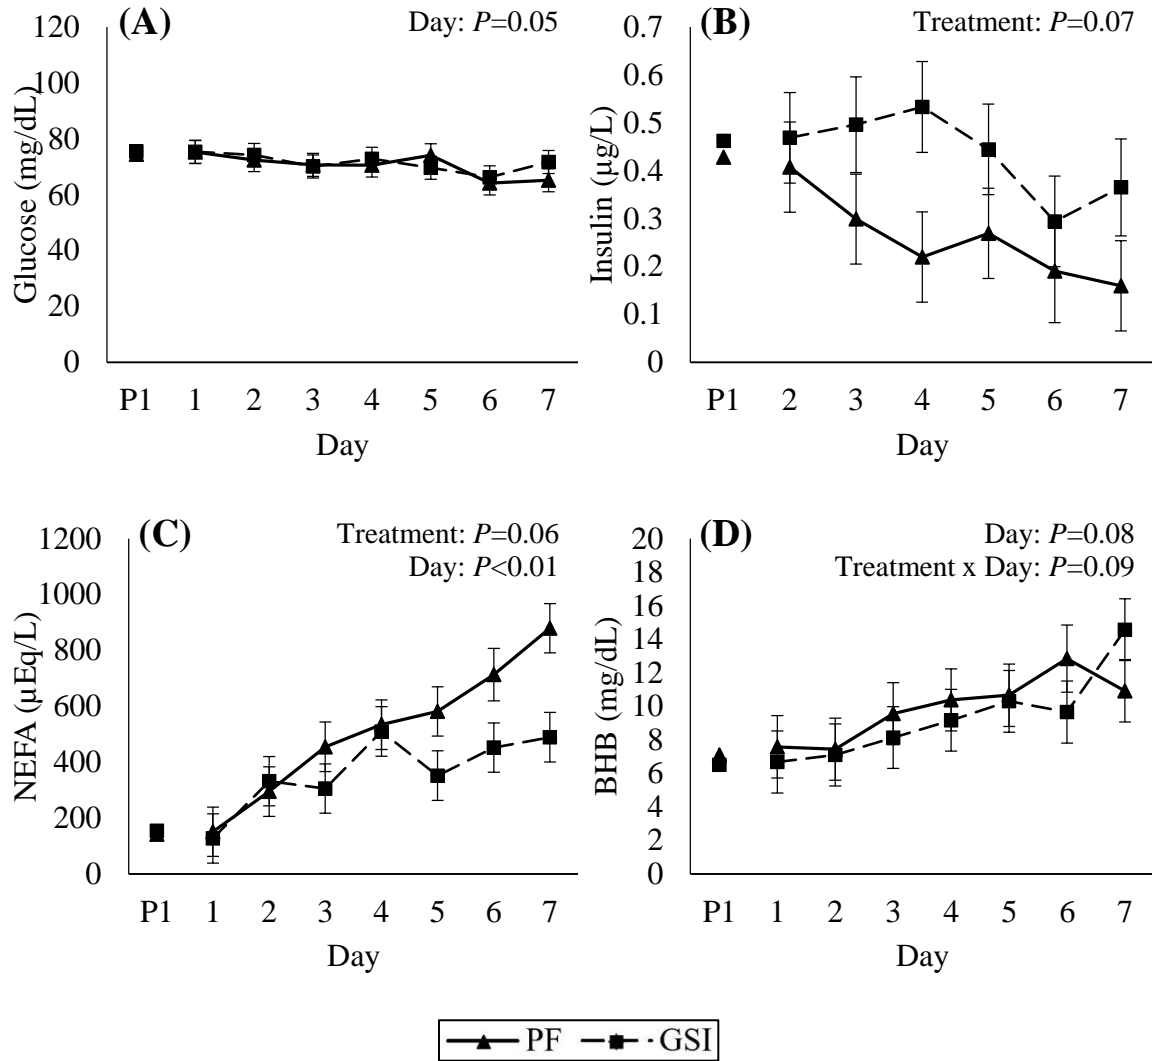 (A)
Day: P=0.05
120
100
80
60
40
20
0
Glucose (mg/dL)
P1 1 2 3 4 5 6 7
Day
(B)
Treatment: P=0.07
0.7
0.6
0.5
0.4
0.3
0.2
0.1
0
Insulin (µg/L)
P1 2 3 4 5 6 7
Day
(C)
Treatment: P=0.06
Day: P<0.01
1200
1000
800
600
400
200
0
NEFA (µEq/L)
P1 1 2 3 4 5 6 7
Day
(D)
Day: P=0.08
Treatment x Day: P=0.09
20
18
16
14
12
10
8
6
4
2
0
BHB (mg/dL)
P1 1 2 3 4 5 6 7
Day
PF GSI